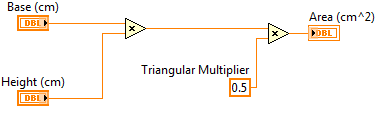 Base (cm)
DBL
Area (cm^2)
DBL
Triangular Multiplier
0.5
Height (cm)
DBL